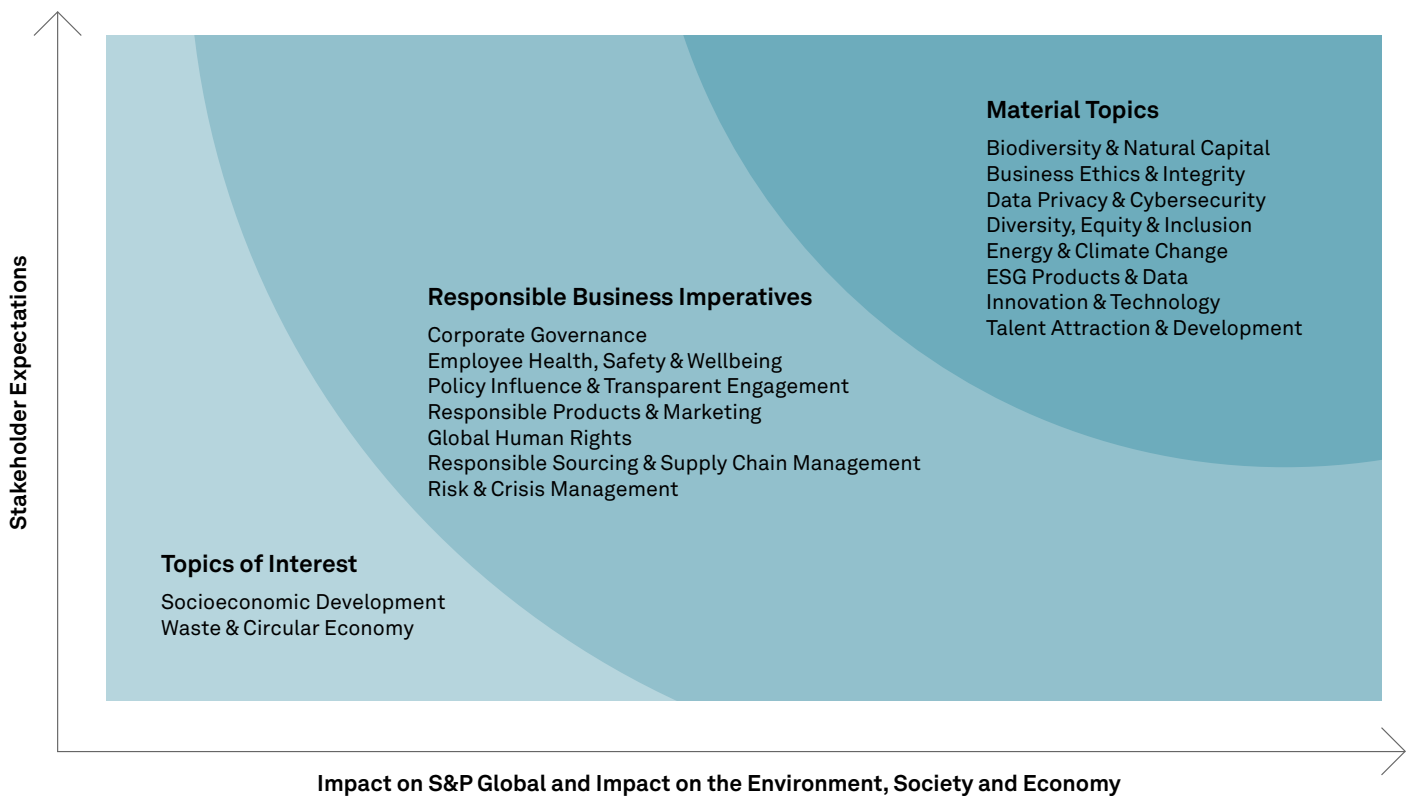 Stakeholder Expectations
Material Topics
Biodiversity & Natural Capital
Business Ethics & Integrity
Data Privacy & Cybersecurity
Diversity, Equity & Inclusion
Energy & Climate Change
ESG Products & Data
Innovation & Technology
Talent Attraction & Development
Responsible Business Imperatives
Corporate Governance
Employee Health, Safety & Wellbeing
Policy Influence & Transparent Engagement
Responsible Products & Marketing
Global Human Rights
Responsible Sourcing & Supply Chain Management
Risk & Crisis Management
Topics of Interest
Socioeconomic Development
Waste & Circular Economy
Impact on S&P Global and Impact on the Environment, Society and Economy